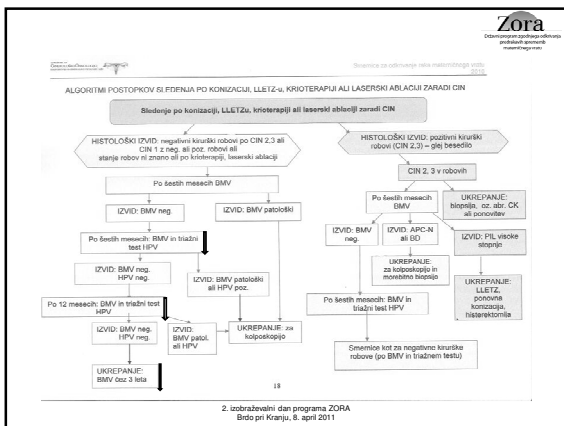 Zora
Državni program zgodnjega odkrivanja
predrakavih sprememb
materničnega vratu
Smernice za odkrivanje raka materničnega vratu
2010
ALGORITMI POSTOPKOV SLEDENJA PO KONIZACIJI, LLETZ-u, KRIOTERAPIJI ALI LASERSKI ABLACIJI ZARADI CIN
Sledenje po konizaciji, LLETZu, krioterapiji ali laserski ablaciji zaradi CIN
HISTOLOŠKI IZVID: negativni kirurški robovi po CIN 2,3 ali
CIN 1 z neg. ali poz. robovi ali
stanje robov ni znano ali po krioterapiji, laserski ablaciji
HISTOLOŠKI IZVID: pozitivni kirurški
robovi (CIN 2,3) – glej besedilo
CIN 2, 3 v robovih
Po šestih mesecih BMV
Po šestih mesecih
BMV
UKREPANJE:
biopsija, oz. abr. CK
ali ponovitev
IZVID: BMV neg.
IZVID: BMV patološki
IZVID: BMV
neg.
IZVID: APC-N
ali BD
IZVID: PIL visoke
stopnje
Po šestih mesecih: BMV in triažni
test HPV
UKREPANJE:
za kolposkopijo in
morebitno biopsijo
IZVID: BMV neg.
HPV neg.
IZVID: BMV patološki
ali HPV poz.
UKREPANJE:
LLETZ,
ponovna
konizacija,
histerektomija
Po 12 mesecih: BMV in triažni test
HPV
Po šestih mesecih: BMV in
triažni test HPV
IZVID: BMV neg.
HPV neg.
IZVID:
BMV patol.
ali HPV
UKREPANJE: za
kolposkopijo
Smernice kot za negativne kirurške
robove (po BMV in triažnem testu)
UKREPANJE:
BMV čez 3 leta
18
2. izobraževalni dan programa ZORA
Brdo pri Kranju, 8. april 2011